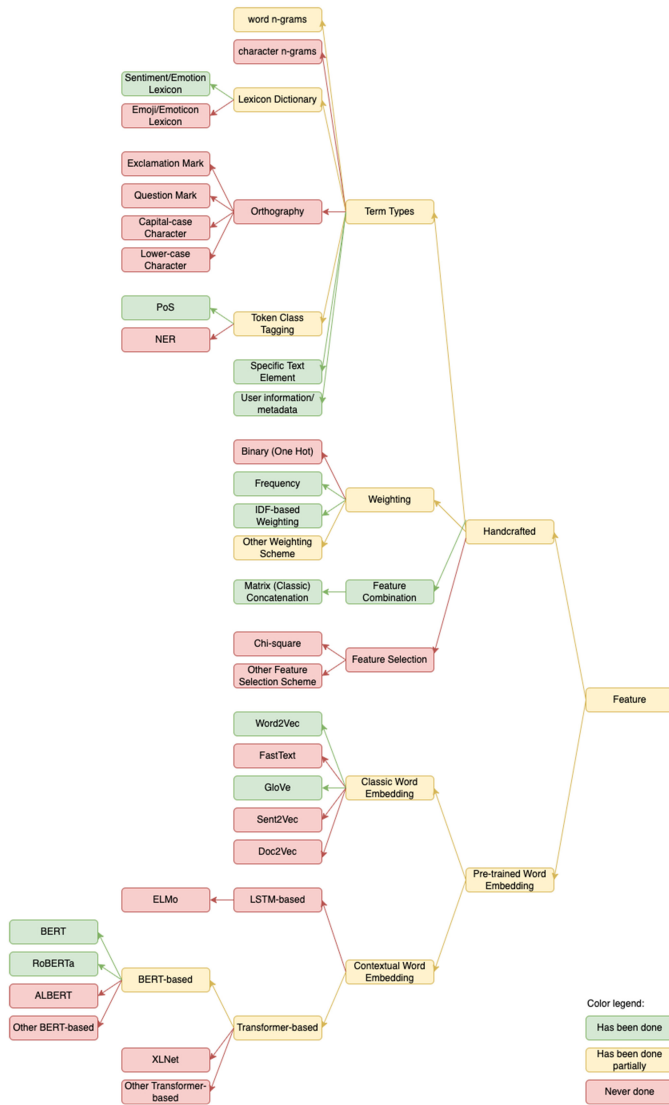 word n-grams
character n-grams
Sentiment/Emotion
Lexicon
Lexicon Dictionary
Emoji/Emoticon
Lexicon
Exclamation Mark
Question Mark
Orthography
Term Types
Capital-case
Character
Lower-case
Character
PoS
Token Class
Tagging
NER
Specific Text
Element
User information/
metadata
Binary (One Hot)
Frequency
Weighting
IDF-based
Weighting
Other Weighting
Scheme
Handcrafted
Matrix (Classic)
Concatenation
Feature
Combination
Chi-square
Feature Selection
Other Feature
Selection Scheme
Feature
Word2Vec
FastText
GloVe
Classic Word
Embedding
Sent2Vec
Doc2Vec
Pre-trained Word
Embedding
ELMo
LSTM-based
BERT
RoBERTa
BERT-based
Contextual Word
Embedding
ALBERT
Other BERT-based
Transformer-based
XLNet
Other Transformer-
based
Color legend:
Has been done
Has been done
partially
Never done